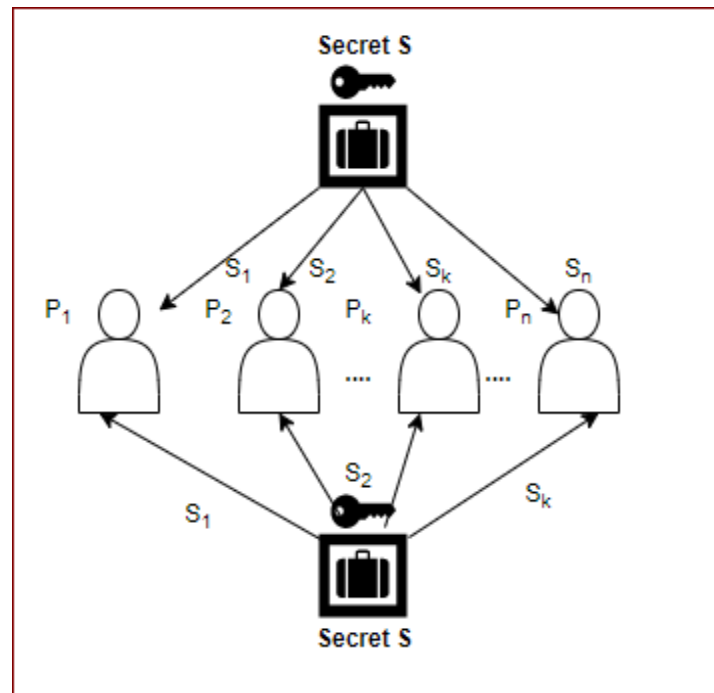 Secret S
S₁ S₂ Sₖ Sₙ
P₁ P₂ Pₖ Pₙ
.... ....
S₂
S₁ Sₖ
Secret S